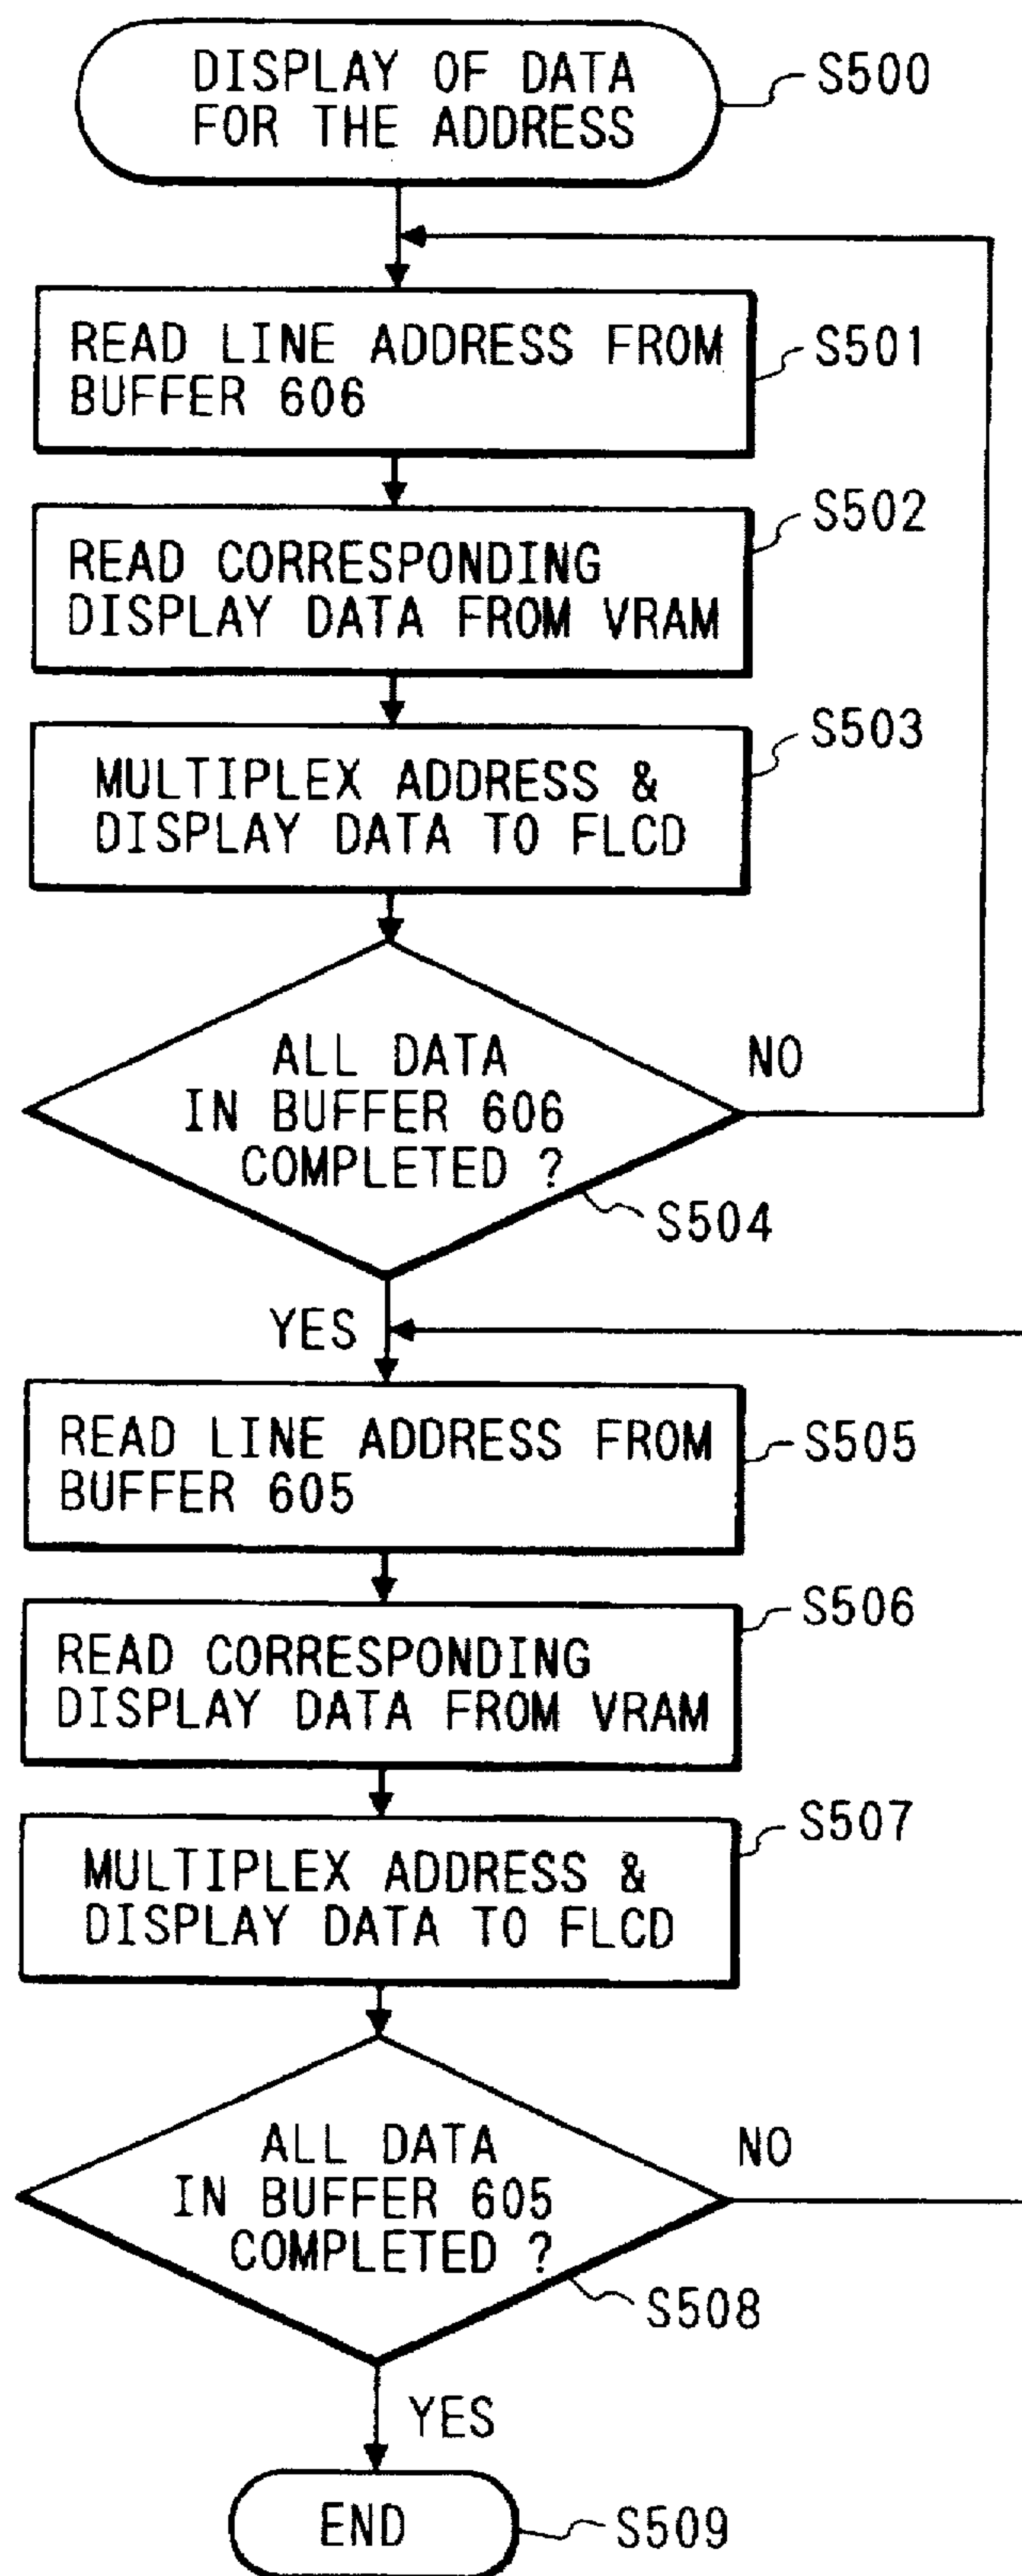 DISPLAY OF DATA
FOR THE ADDRESS
S500
READ LINE ADDRESS FROM
BUFFER 606
S501
READ CORRESPONDING
DISPLAY DATA FROM VRAM
S502
MULTIPLEX ADDRESS &
DISPLAY DATA TO FLCD
S503
ALL DATA
IN BUFFER 606
COMPLETED ?
NO
S504
YES
READ LINE ADDRESS FROM
BUFFER 605
S505
READ CORRESPONDING
DISPLAY DATA FROM VRAM
S506
MULTIPLEX ADDRESS &
DISPLAY DATA TO FLCD
S507
ALL DATA
IN BUFFER 605
COMPLETED ?
NO
S508
YES
END
S509